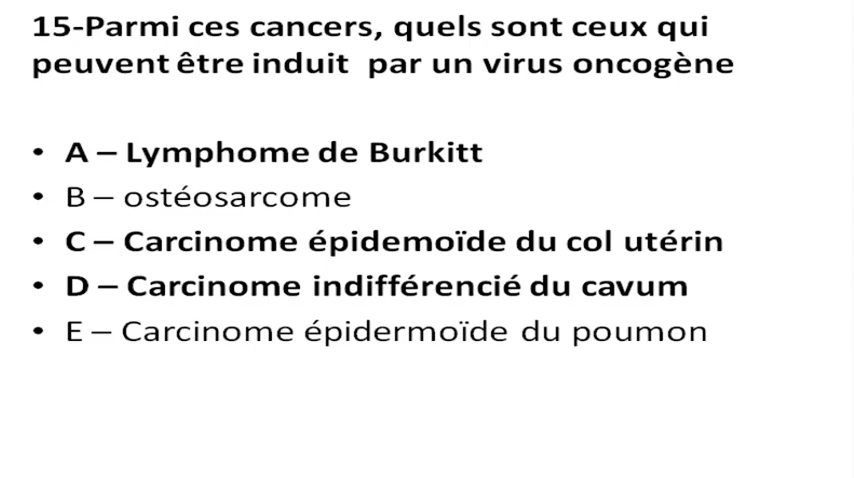 15-Parmi ces cancers, quels sont ceux qui
peuvent être induit par un virus oncogène
• A – Lymphome de Burkitt
• B – ostéosarcome
• C – Carcinome épidemoïde du col utérin
• D – Carcinome indifférencié du cavum
• E – Carcinome épidermoïde du poumon